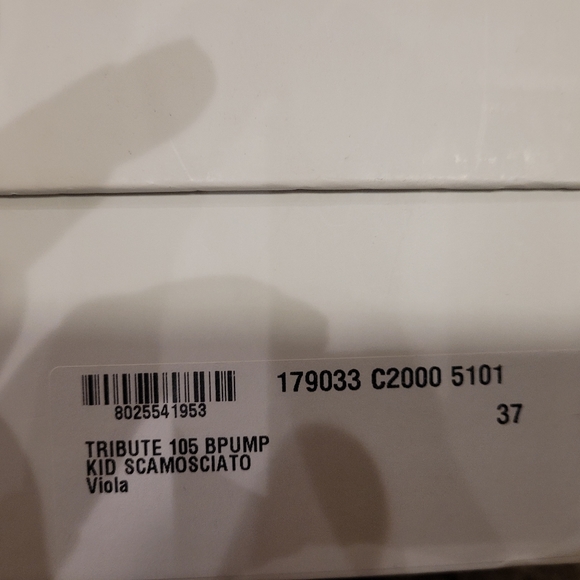 179033 C2000 5101
8025541953
37
TRIBUTE 105 BPUMP
KID SCAMOSCIATO
Viola